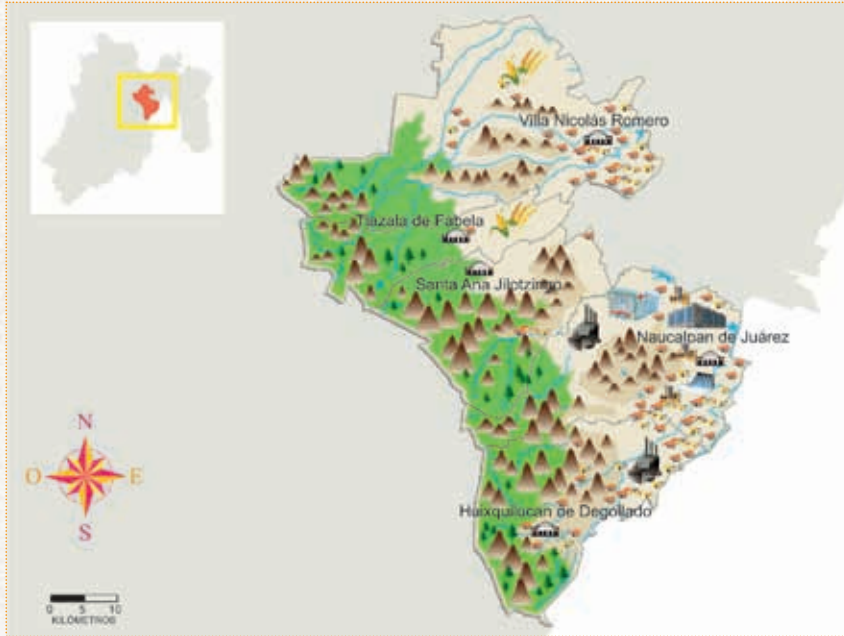 Villa Nicolás Romero
Tlazala de Fabela
Santa Ana Jilotzingo
Naucalpan de Juárez
Huixquilucan de Degollado
N
O E
S
0 5 10
KILÓMETROS